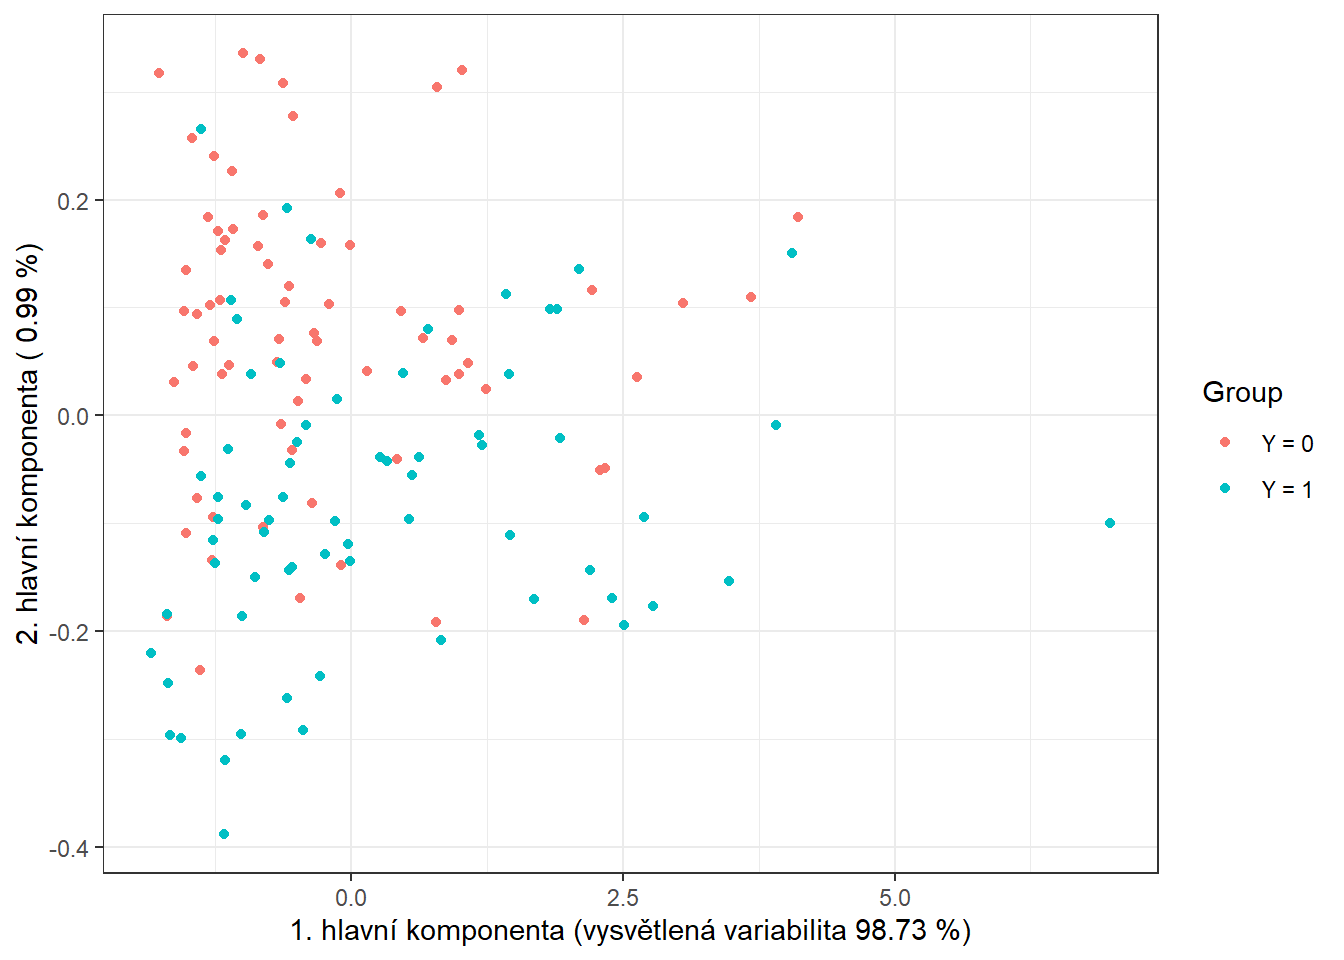 2. hlavní komponenta ( 0.99 %)
0.2
0.0
-0.2
-0.4
0.0
2.5
5.0
1. hlavní komponenta (vysvětlená variabilita 98.73 %)
Group
Y = 0
Y = 1